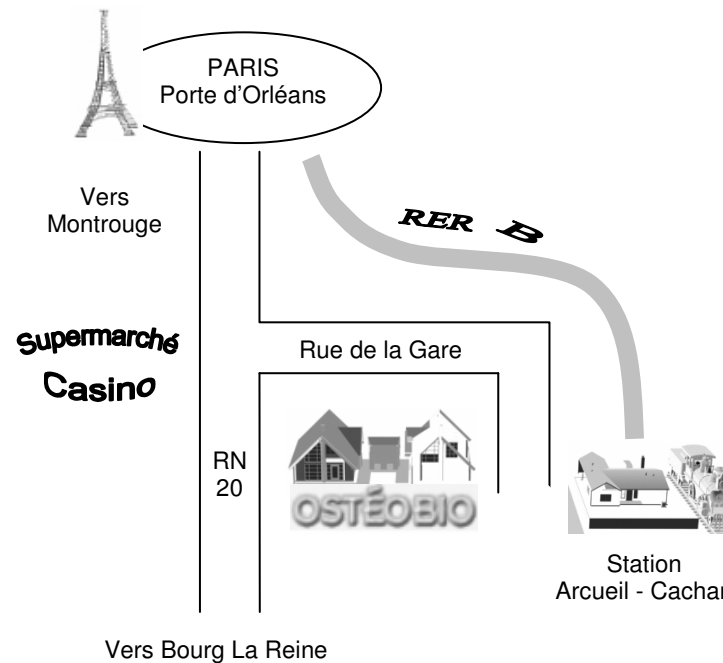 PARIS
Porte d'Orléans
Vers
Montrouge
RER B
Supermarché
Casino
Rue de la Gare
RN
20
OSTÉOBIO
Station
Arcueil - Cachan
Vers Bourg La Reine